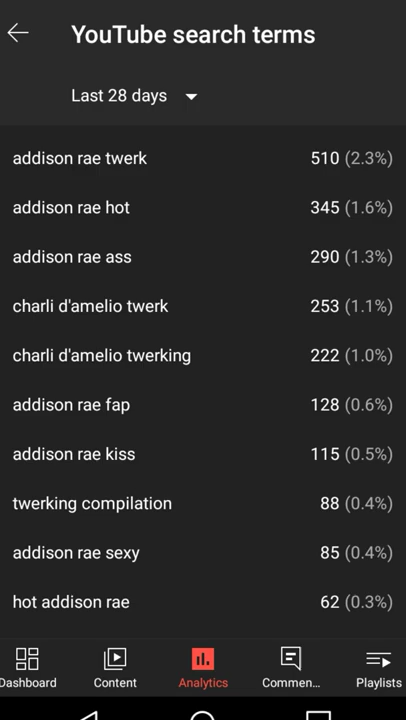 YouTube search terms
Last 28 days
addison rae twerk 510 (2.3%)
addison rae hot 345 (1.6%)
addison rae ass 290 (1.3%)
charli d'amelio twerk 253 (1.1%)
charli d'amelio twerking 222 (1.0%)
addison rae fap 128 (0.6%)
addison rae kiss 115 (0.5%)
twerking compilation 88 (0.4%)
addison rae sexy 85 (0.4%)
hot addison rae 62 (0.3%)
Dashboard Content Analytics Commen... Playlists